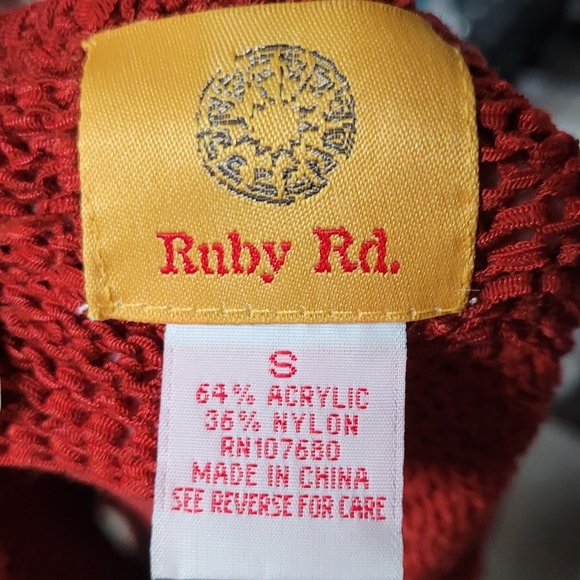 Ruby Rd.
S
64% ACRYLIC
36% NYLON
RN107680
MADE IN CHINA
SEE REVERSE FOR CARE